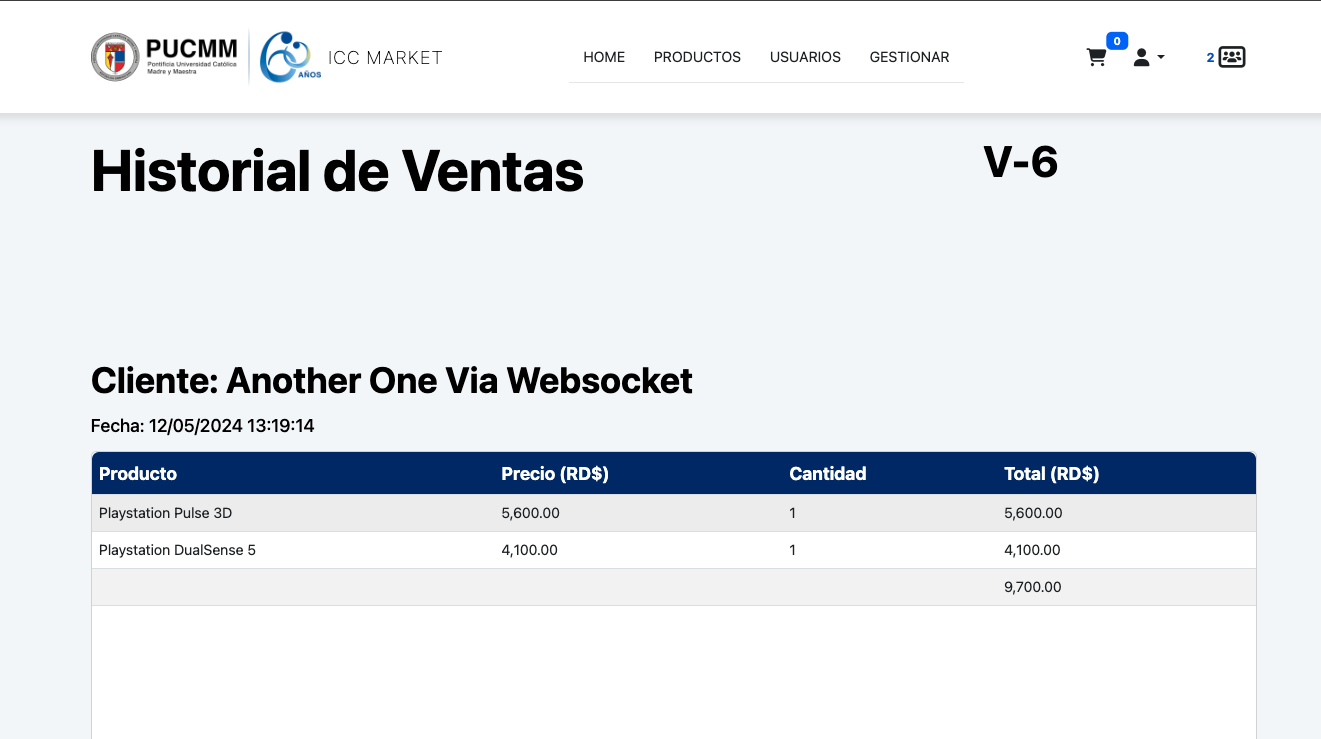 PUCMM
Pontificia Universidad Católica
Madre y Maestra
60 AÑOS
ICC MARKET
HOME PRODUCTOS USUARIOS GESTIONAR
0
2
Historial de Ventas
V-6
Cliente: Another One Via Websocket
Fecha: 12/05/2024 13:19:14
Producto Precio (RD$) Cantidad Total (RD$)
Playstation Pulse 3D 5,600.00 1 5,600.00
Playstation DualSense 5 4,100.00 1 4,100.00
9,700.00